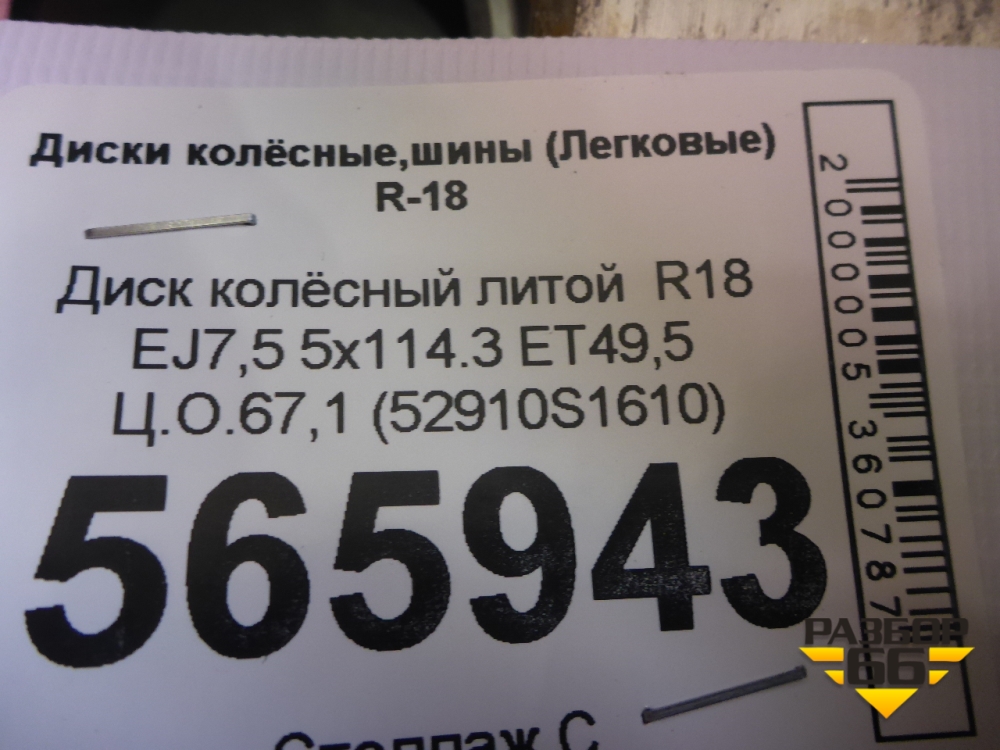 Диски колёсные,шины (Легковые)
R-18
Диск колёсный литой R18
EJ7,5 5x114.3 ET49,5
Ц.О.67,1 (52910S1610)
565943
Стеллаж С
2000005360787
РАЗБОР
66